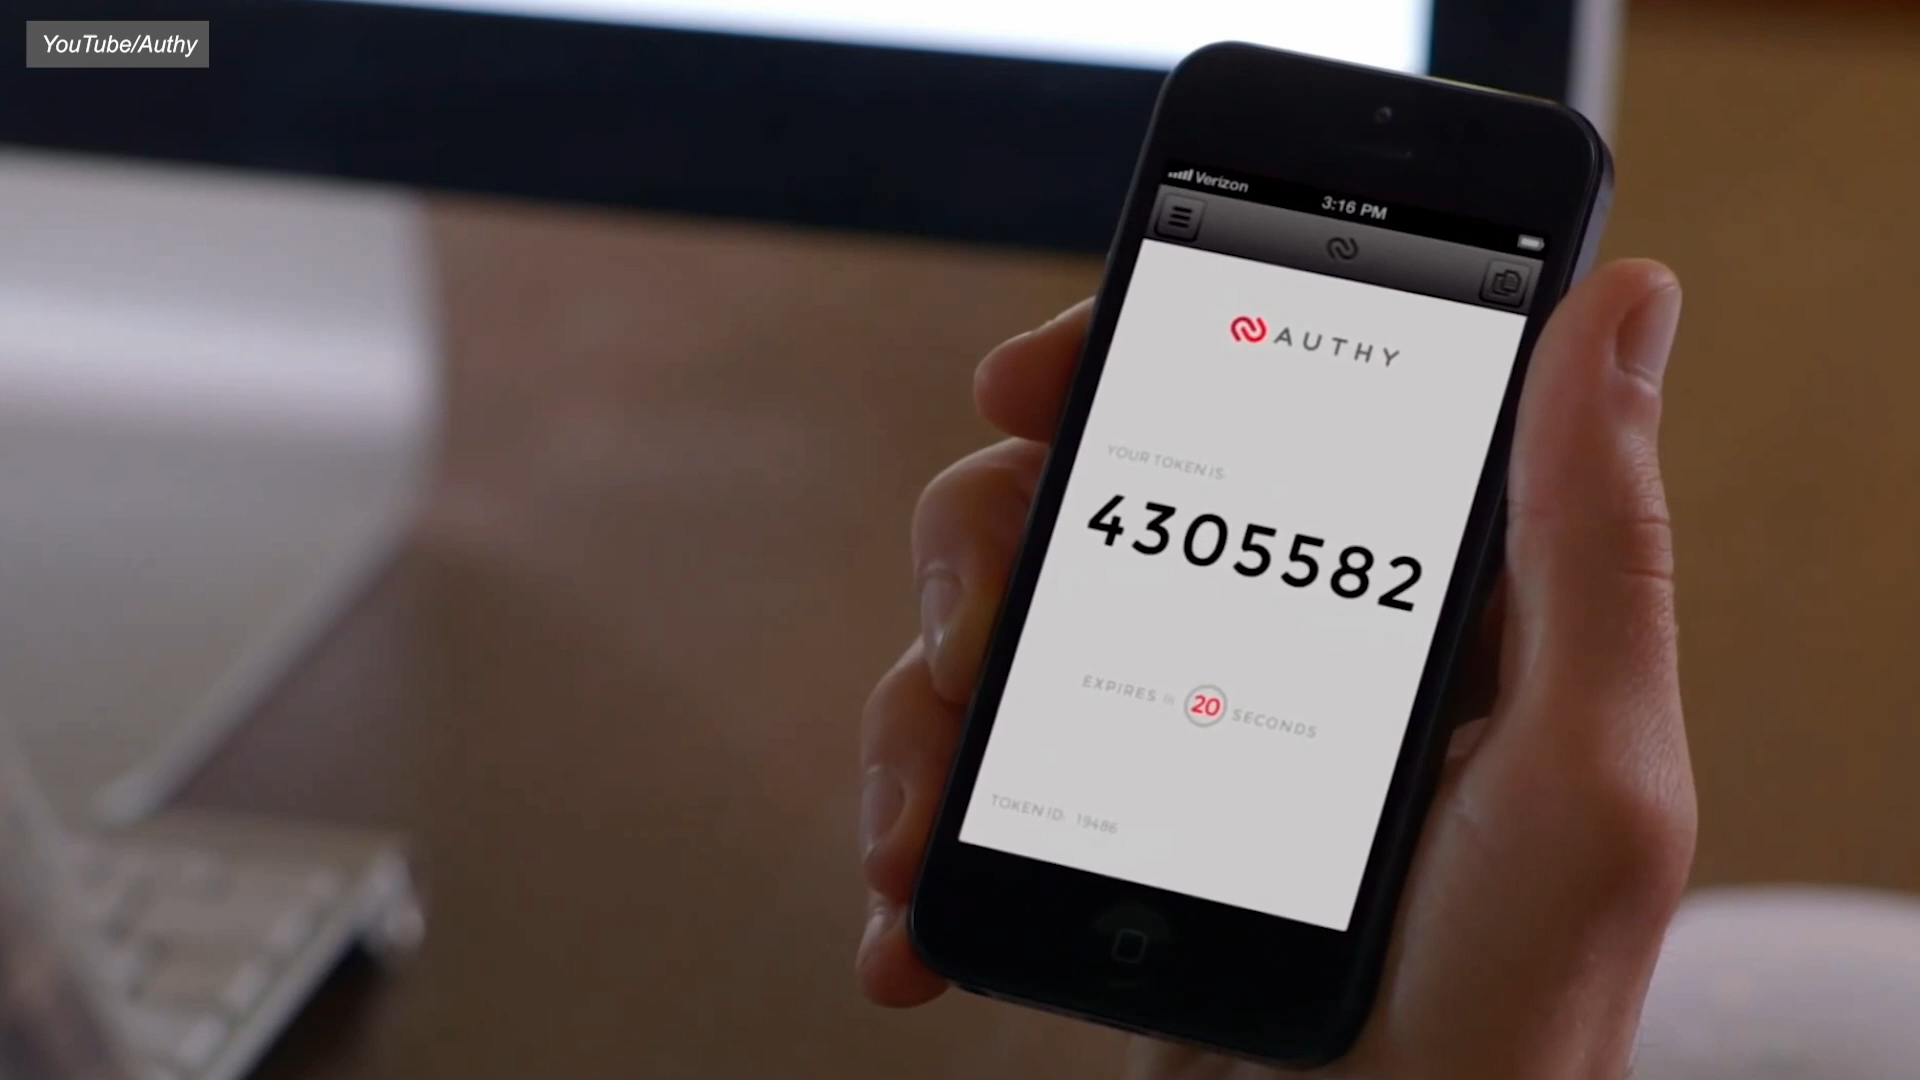 YouTube/Authy
Verizon
3:16 PM
AUTHY
YOUR TOKEN IS:
4305582
EXPIRES in 20 SECONDS
TOKEN ID: 19486